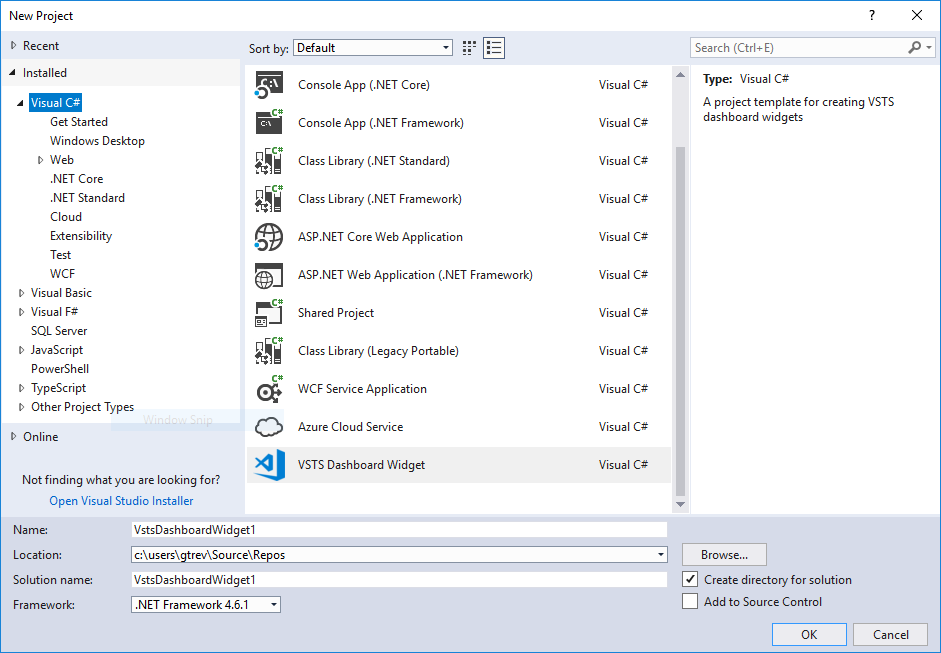 New Project
?
Recent
Installed
Visual C#
Get Started
Windows Desktop
Web
.NET Core
.NET Standard
Cloud
Extensibility
Test
WCF
Visual Basic
Visual F#
SQL Server
JavaScript
PowerShell
TypeScript
Other Project Types
Window Snip
Online
Not finding what you are looking for?
Open Visual Studio Installer
Sort by: Default
Console App (.NET Core) Visual C#
Console App (.NET Framework) Visual C#
Class Library (.NET Standard) Visual C#
Class Library (.NET Framework) Visual C#
ASP.NET Core Web Application Visual C#
ASP.NET Web Application (.NET Framework) Visual C#
Shared Project Visual C#
Class Library (Legacy Portable) Visual C#
WCF Service Application Visual C#
Azure Cloud Service Visual C#
VSTS Dashboard Widget Visual C#
Search (Ctrl+E)
Type: Visual C#
A project template for creating VSTS
dashboard widgets
Name: VstsDashboardWidget1
Location: c:\users\gtrev\Source\Repos Browse...
Solution name: VstsDashboardWidget1 Create directory for solution
Framework: .NET Framework 4.6.1 Add to Source Control
OK Cancel